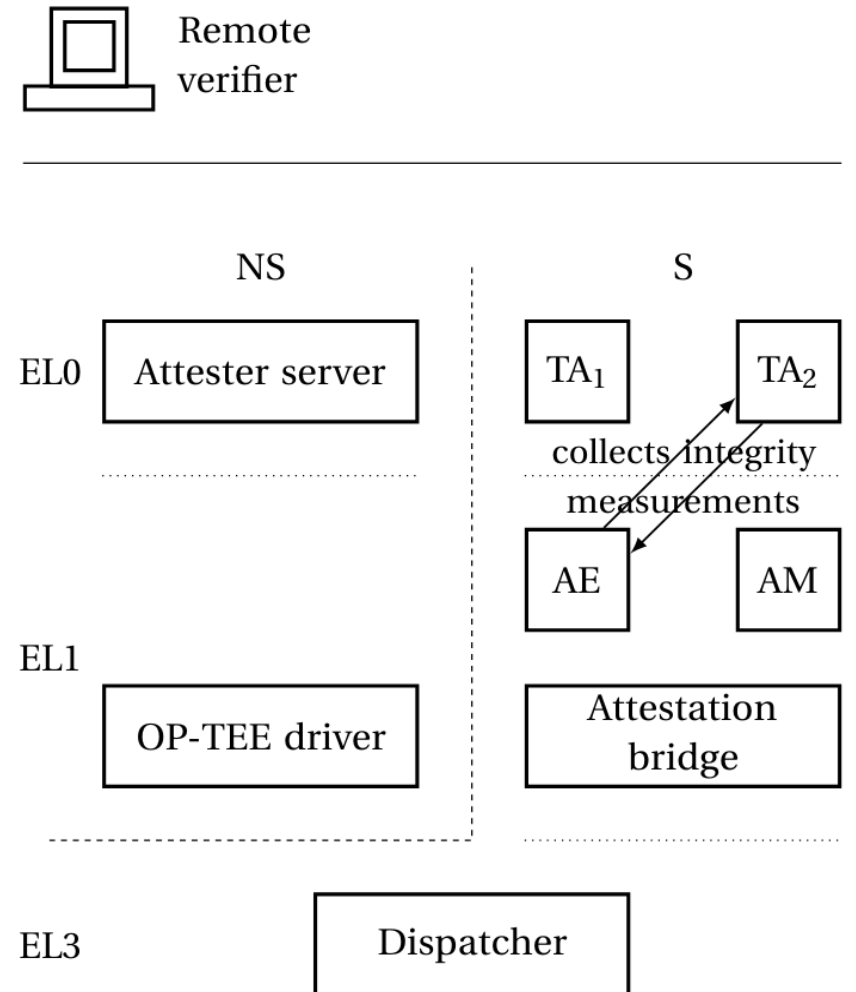 Remote
verifier
NS
S
EL0
Attester server
TA₁
TA₂
collects integrity
measurements
AE
AM
EL1
OP-TEE driver
Attestation
bridge
EL3
Dispatcher